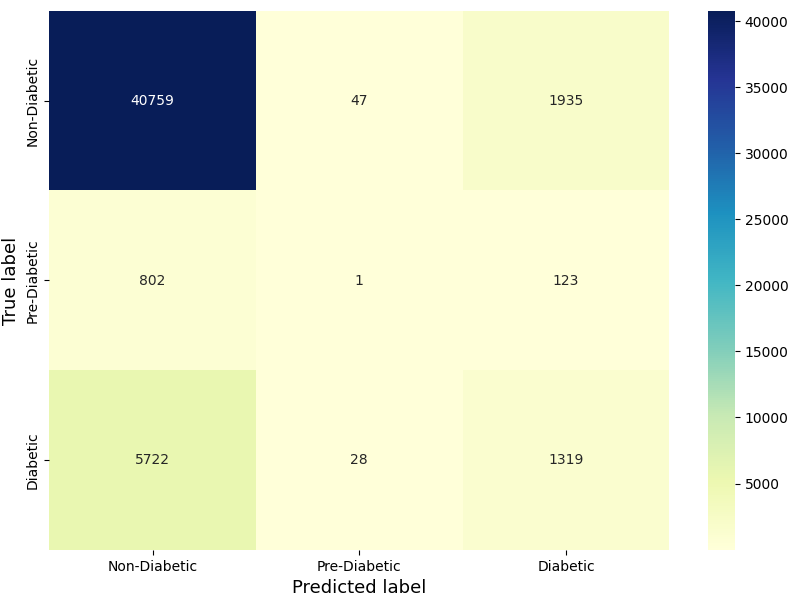 Non-Diabetic
40759 47 1935
Pre-Diabetic
802 1 123
Diabetic
5722 28 1319
True label
Non-Diabetic Pre-Diabetic Diabetic
Predicted label
40000
35000
30000
25000
20000
15000
10000
5000